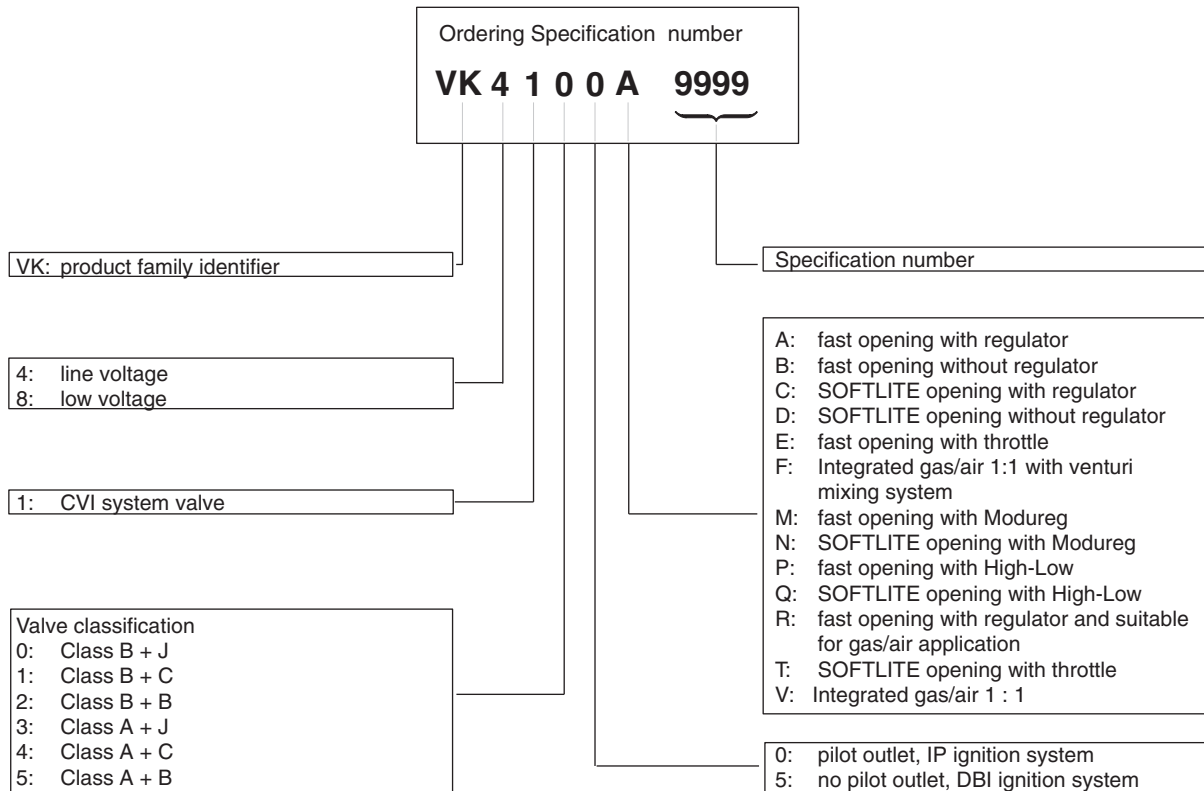 Ordering Specification number
VK 4 1 0 0 A 9999
VK: product family identifier
4: line voltage
8: low voltage
1: CVI system valve
Valve classification
0: Class B + J
1: Class B + C
2: Class B + B
3: Class A + J
4: Class A + C
5: Class A + B
Specification number
A: fast opening with regulator
B: fast opening without regulator
C: SOFTLITE opening with regulator
D: SOFTLITE opening without regulator
E: fast opening with throttle
F: Integrated gas/air 1:1 with venturi
mixing system
M: fast opening with Modureg
N: SOFTLITE opening with Modureg
P: fast opening with High-Low
Q: SOFTLITE opening with High-Low
R: fast opening with regulator and suitable
for gas/air application
T: SOFTLITE opening with throttle
V: Integrated gas/air 1 : 1
0: pilot outlet, IP ignition system
5: no pilot outlet, DBI ignition system